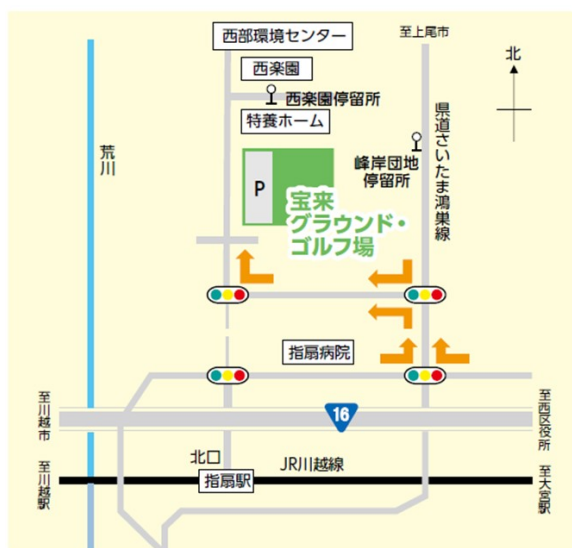 西部環境センター
至上尾市
西楽園
北
西楽園停留所
特養ホーム
県道さいたま鴻巣線
荒川
峰岸団地
停留所
P
宝来
グラウンド・
ゴルフ場
指扇病院
至川越市
16
至西区役所
北口
JR川越線
指扇駅
至川越駅
至大宮駅